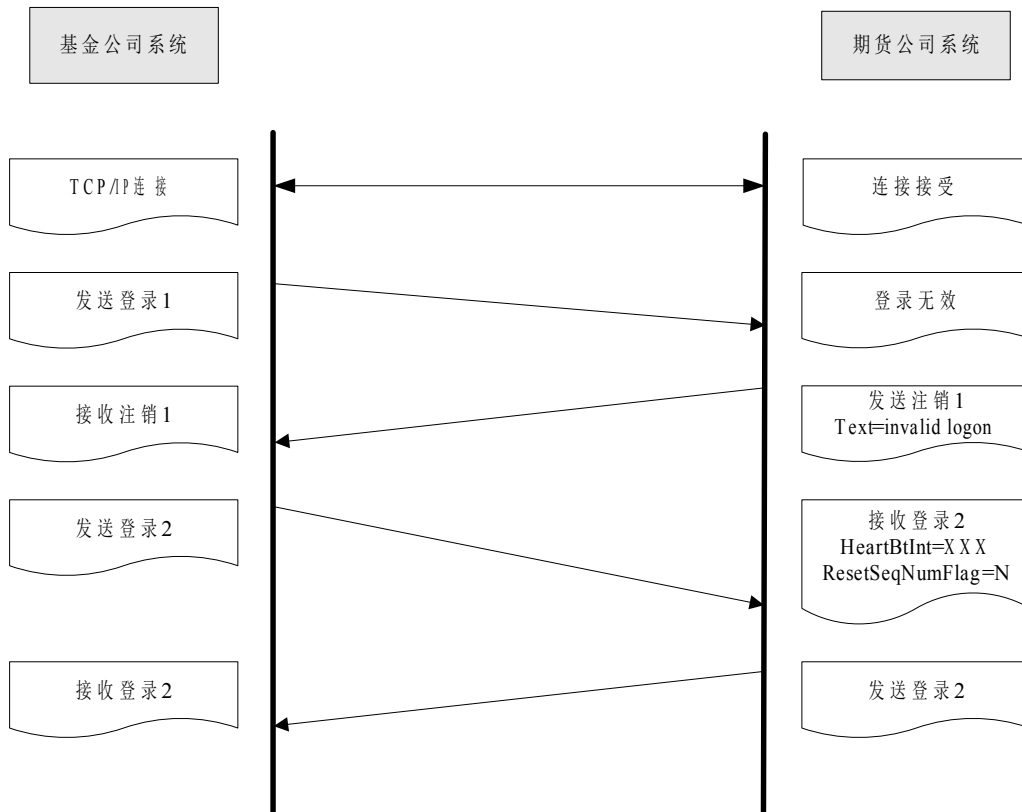 基金公司系统
期货公司系统
TCP/IP连接
连接接受
发送登录1
登录无效
接收注销1
发送注销1
Text=invalid logon
发送登录2
接收登录2
HeartBtInt=XXX
ResetSeqNumFlag=N
接收登录2
发送登录2